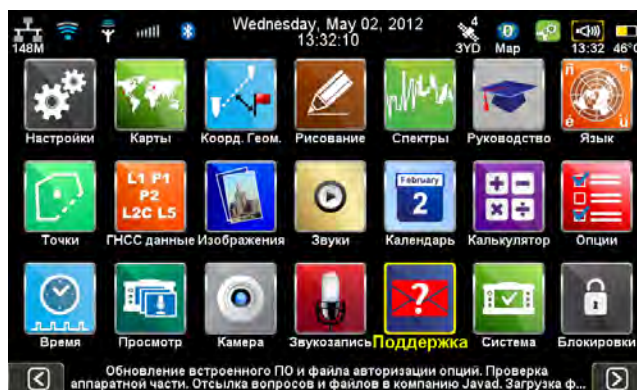 Wednesday, May 02, 2012
13:32:10
148M
4
3YD
Map
13:32
46°C
Настройки
Карты
Коорд. Геом.
Рисование
Спектры
Руководство
Язык
L1 P1
P2
L2C L5
February
2
Точки
ГНСС данные
Изображения
Звуки
Календарь
Калькулятор
Опции
Время
Просмотр
Камера
Звукозапись
Поддержка
Система
Блокировки
Обновление встроенного ПО и файла авторизации опций. Проверка
аппаратной части. Отсылка вопросов и файлов в компанию Javad. Загрузка ф...